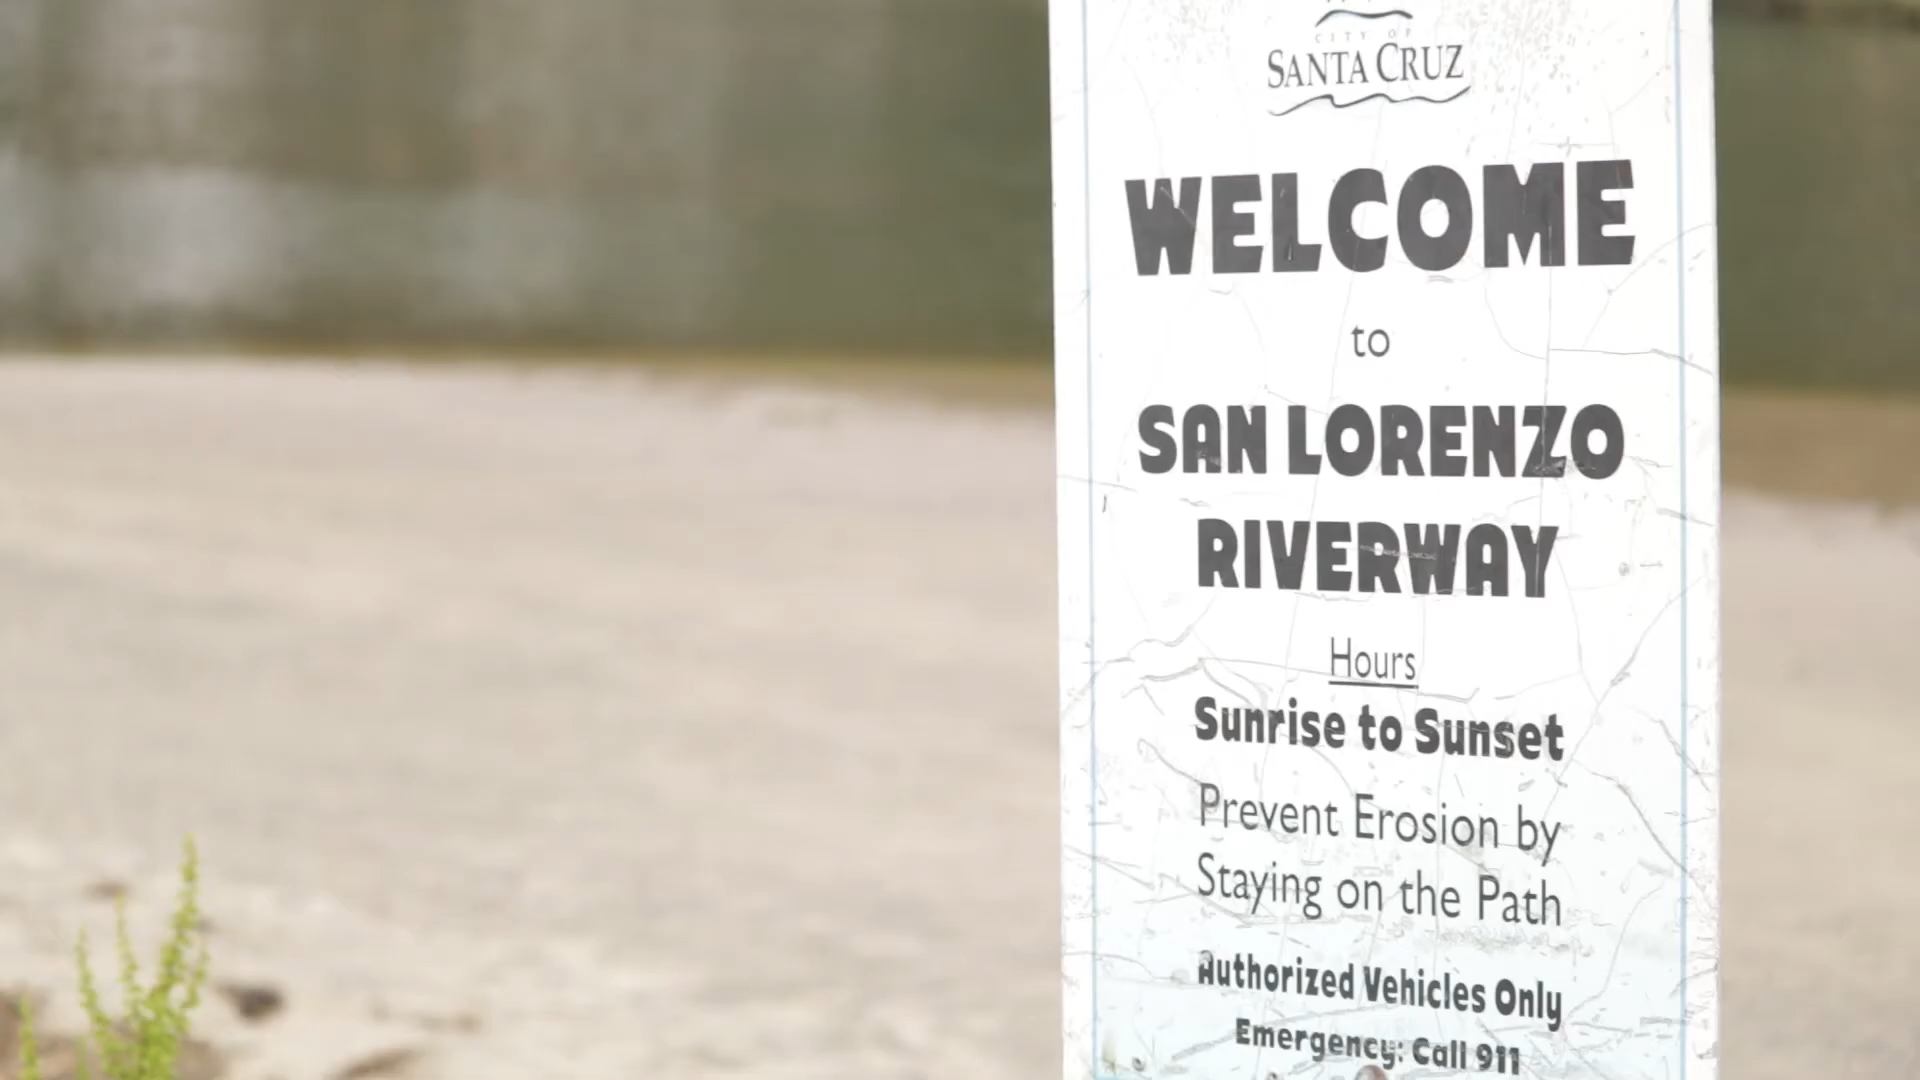 CITY OF
SANTA CRUZ
WELCOME
to
SAN LORENZO
RIVERWAY
Hours
Sunrise to Sunset
Prevent Erosion by
Staying on the Path
Authorized Vehicles Only
Emergency: Call 911